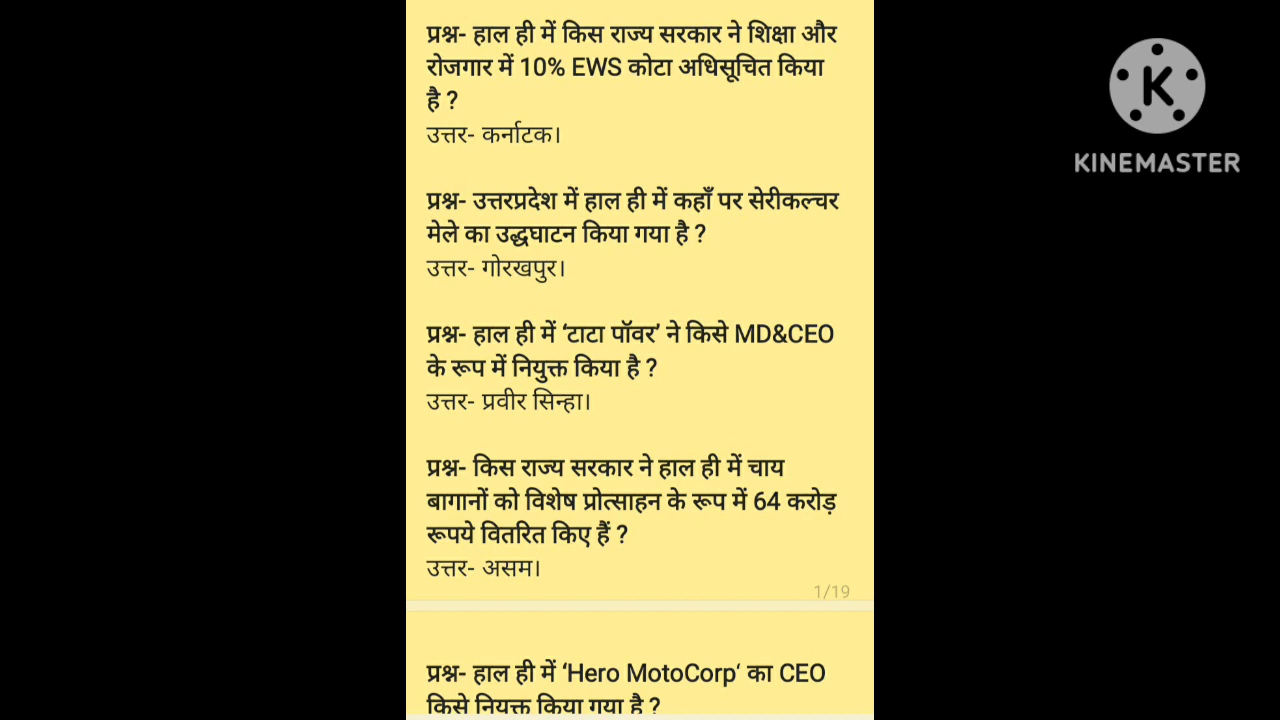 प्रश्न- हाल ही में किस राज्य सरकार ने शिक्षा और
रोजगार में 10% EWS कोटा अधिसूचित किया
है ?
उत्तर- कर्नाटक।
प्रश्न- उत्तरप्रदेश में हाल ही में कहाँ पर सेरीकल्चर
मेले का उद्धघाटन किया गया है ?
उत्तर- गोरखपुर।
प्रश्न- हाल ही में ‘टाटा पॉवर’ ने किसे MD&CEO
के रूप में नियुक्त किया है ?
उत्तर- प्रवीर सिन्हा।
प्रश्न- किस राज्य सरकार ने हाल ही में चाय
बागानों को विशेष प्रोत्साहन के रूप में 64 करोड़
रूपये वितरित किए हैं ?
उत्तर- असम।
1/19
प्रश्न- हाल ही में ‘Hero MotoCorp‘ का CEO
किसे नियुक्त किया गया है ?
K
KINEMASTER